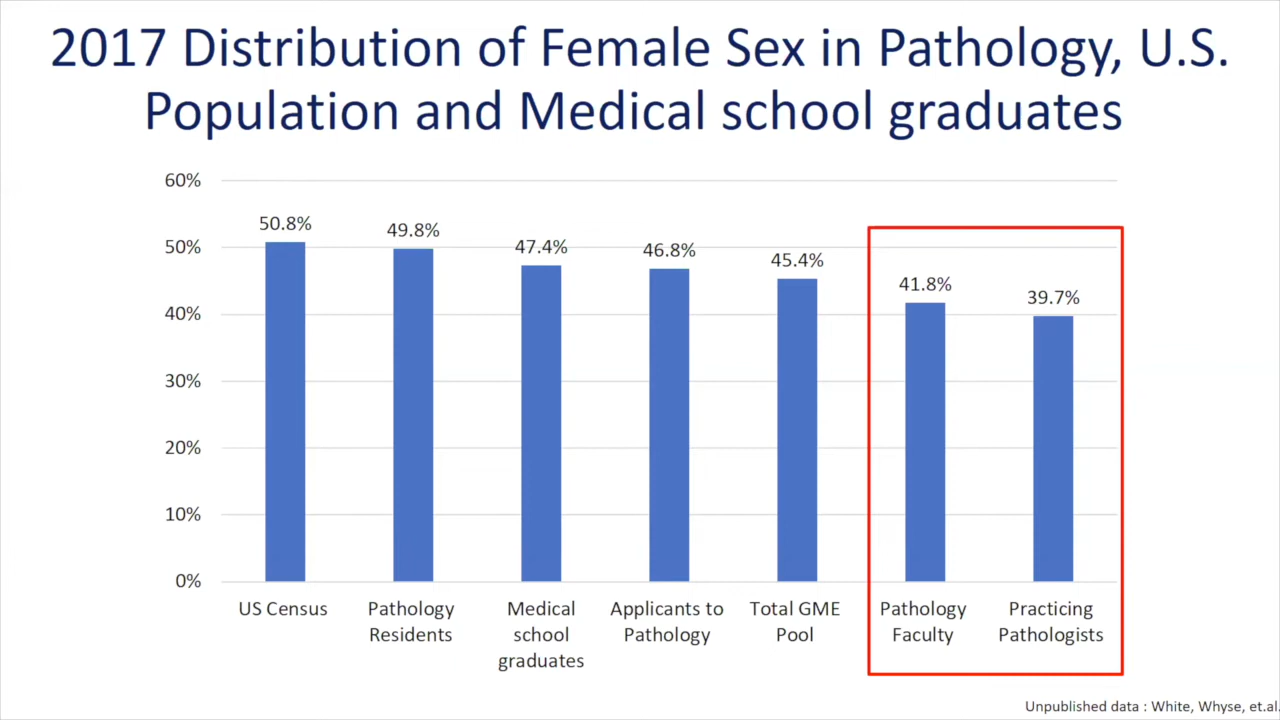 2017 Distribution of Female Sex in Pathology, U.S.
Population and Medical school graduates
60%
50%
40%
30%
20%
10%
0%
50.8%
49.8%
47.4%
46.8%
45.4%
41.8%
39.7%
US Census
Pathology
Residents
Medical
school
graduates
Applicants to
Pathology
Total GME
Pool
Pathology
Faculty
Practicing
Pathologists
Unpublished data : White, Whyse, et.al.